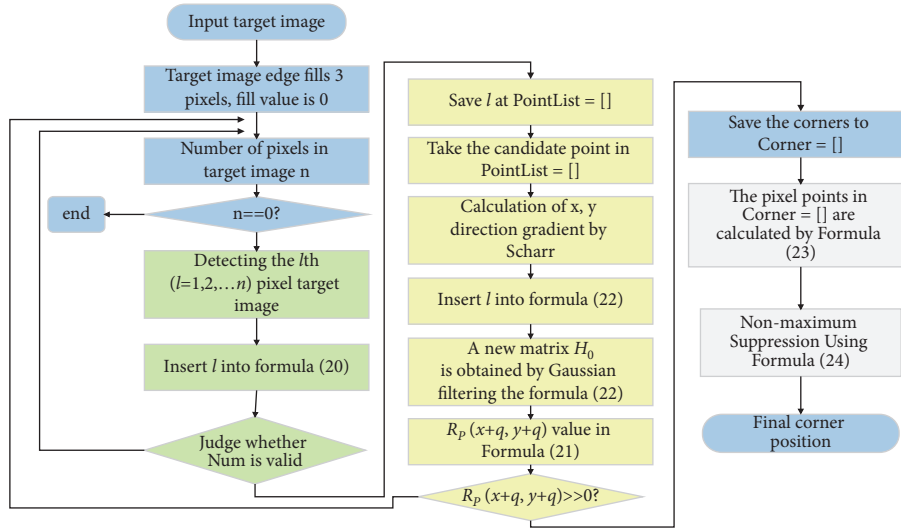 Input target image
Target image edge fills 3
pixels, fill value is 0
Number of pixels in
target image n
end
n==0?
Detecting the lth
(l=1,2,…n) pixel target
image
Insert l into formula (20)
Judge whether
Num is valid
Save l at PointList = []
Take the candidate point in
PointList = []
Calculation of x, y
direction gradient by
Scharr
Insert l into formula (22)
A new matrix H0
is obtained by Gaussian
filtering the formula (22)
RP (x+q, y+q) value in
Formula (21)
RP (x+q, y+q)>>0?
Save the corners to
Corner = []
The pixel points in
Corner = [] are
calculated by Formula
(23)
Non-maximum
Suppression Using
Formula (24)
Final corner
position